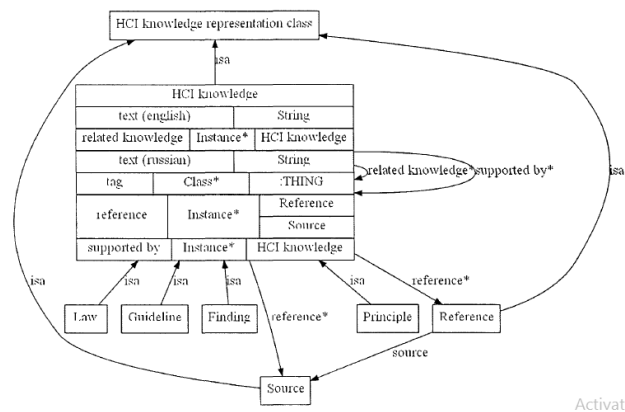 HCI knowledge representation class
isa
HCI knowledge
text (english) String
related knowledge Instance* HCI knowledge
text (russian) String
related knowledge* supported by* isa
tag Class* :THING
reference Instance* Reference
Source
supported by Instance* HCI knowledge
isa isa isa isa isa reference*
Law Guideline Finding reference* Principle Reference
source
Source
Activat